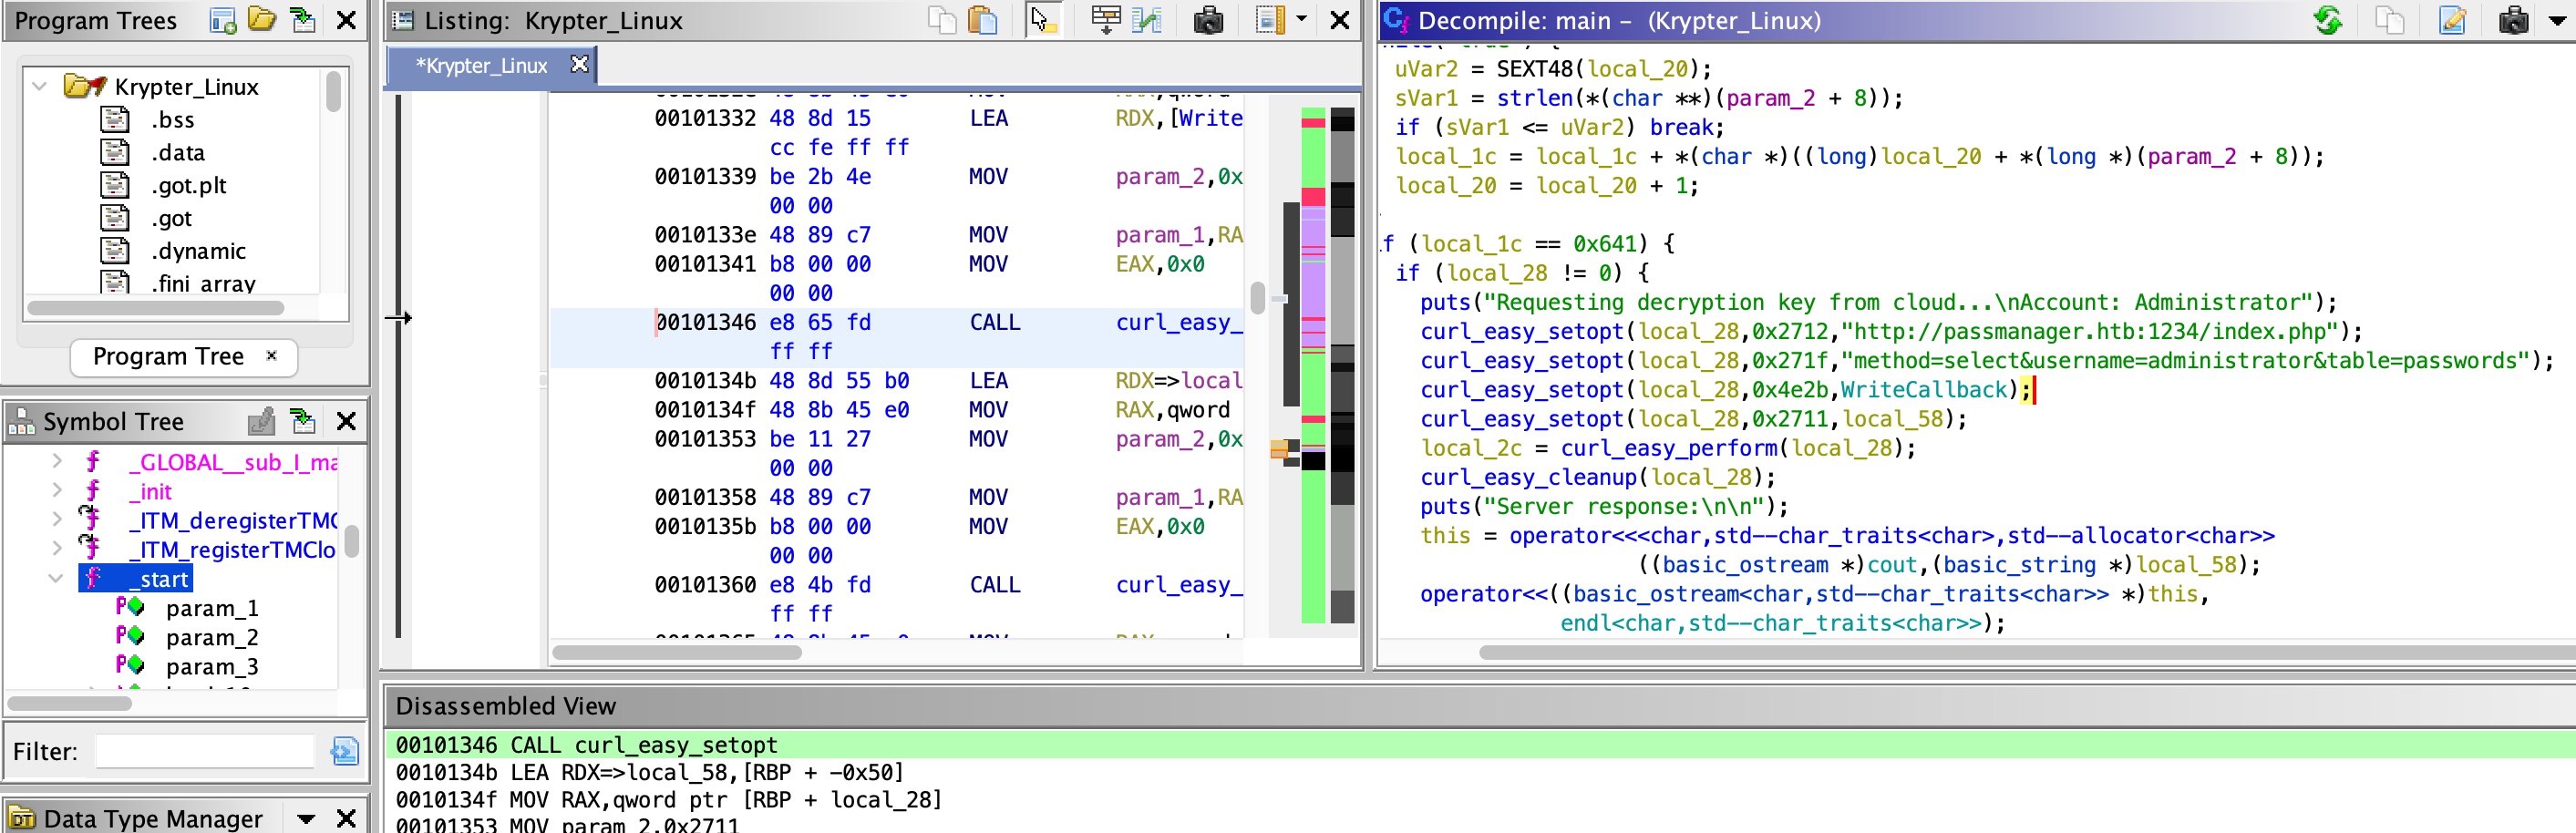 Program Trees
Krypter_Linux
.bss
.data
.got.plt
.got
.dynamic
.fini_array
Program Tree ×
Symbol Tree
_GLOBAL__sub_I_ma
_init
_ITM_deregisterTMC
_ITM_registerTMClo
_start
param_1
param_2
param_3
Filter:
Data Type Manager
Listing: Krypter_Linux
*Krypter_Linux
00101332 48 8d 15 LEA RDX,[Write
cc fe ff ff
00101339 be 2b 4e MOV param_2,0x
00 00
0010133e 48 89 c7 MOV param_1,RA
00101341 b8 00 00 MOV EAX,0x0
00 00
00101346 e8 65 fd CALL curl_easy_
ff ff
0010134b 48 8d 55 b0 LEA RDX=>local
0010134f 48 8b 45 e0 MOV RAX,qword
00101353 be 11 27 MOV param_2,0x
00 00
00101358 48 89 c7 MOV param_1,RA
0010135b b8 00 00 MOV EAX,0x0
00 00
00101360 e8 4b fd CALL curl_easy_
ff ff
Decompile: main - (Krypter_Linux)
uVar2 = SEXT48(local_20);
sVar1 = strlen(*(char **)(param_2 + 8));
if (sVar1 <= uVar2) break;
local_1c = local_1c + *(char *)((long)local_20 + *(long *)(param_2 + 8));
local_20 = local_20 + 1;
if (local_1c == 0x641) {
if (local_28 != 0) {
puts("Requesting decryption key from cloud...\nAccount: Administrator");
curl_easy_setopt(local_28,0x2712,"http://passmanager.htb:1234/index.php");
curl_easy_setopt(local_28,0x271f,"method=select&username=administrator&table=passwords");
curl_easy_setopt(local_28,0x4e2b,WriteCallback);
curl_easy_setopt(local_28,0x2711,local_58);
local_2c = curl_easy_perform(local_28);
curl_easy_cleanup(local_28);
puts("Server response:\n\n");
this = operator<<<char,std--char_traits<char>,std--allocator<char>>
((basic_ostream *)cout,(basic_string *)local_58);
operator<<((basic_ostream<char,std--char_traits<char>> *)this,
endl<char,std--char_traits<char>>);
Disassembled View
00101346 CALL curl_easy_setopt
0010134b LEA RDX=>local_58,[RBP + -0x50]
0010134f MOV RAX,qword ptr [RBP + local_28]
00101353 MOV param_2,0x2711